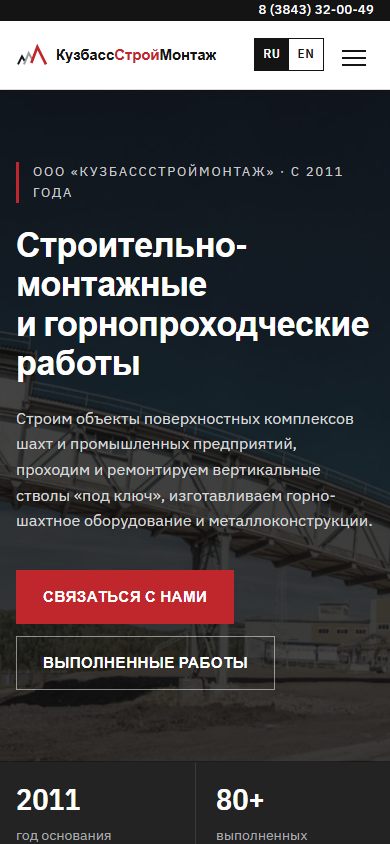 8 (3843) 32-00-49
КузбассСтройМонтаж
RU EN
ООО «КУЗБАСССТРОЙМОНТАЖ» · С 2011
ГОДА
Строительно-
монтажные
и горнопроходческие
работы
Строим объекты поверхностных комплексов
шахт и промышленных предприятий,
проходим и ремонтируем вертикальные
стволы «под ключ», изготавливаем горно-
шахтное оборудование и металлоконструкции.
СВЯЗАТЬСЯ С НАМИ
ВЫПОЛНЕННЫЕ РАБОТЫ
2011 80+
год основания выполненных